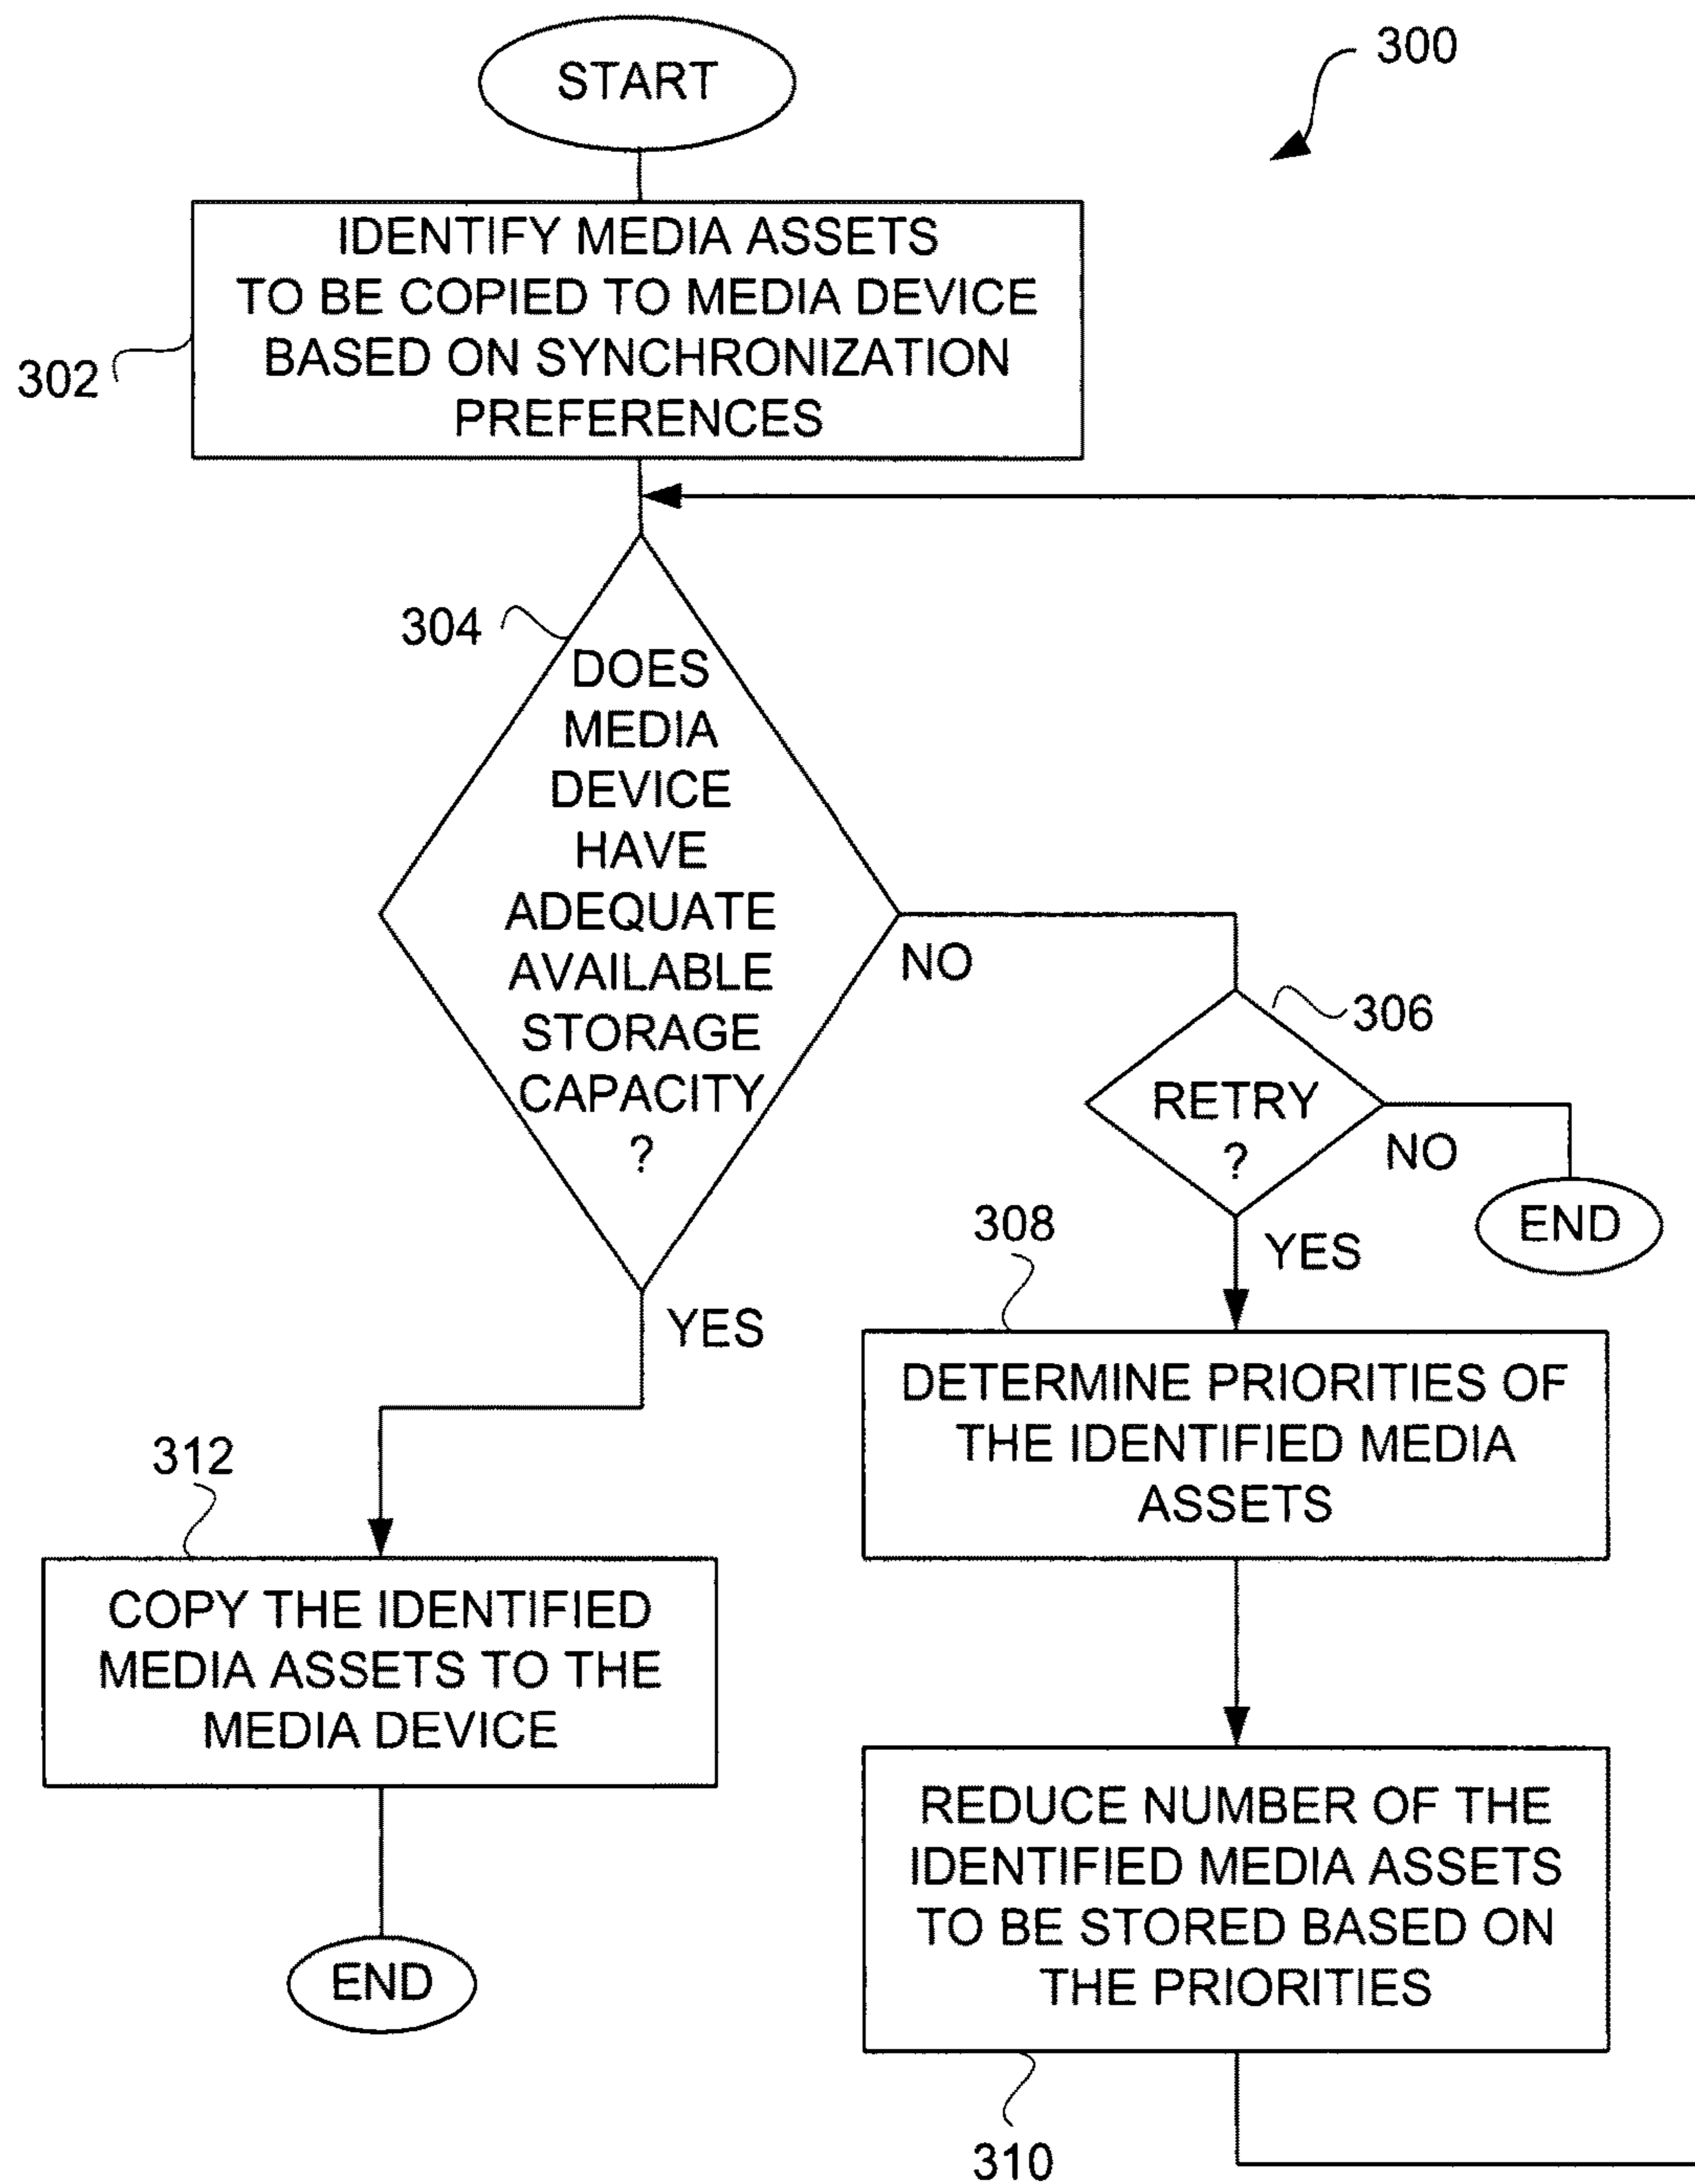 START
300
IDENTIFY MEDIA ASSETS
TO BE COPIED TO MEDIA DEVICE
BASED ON SYNCHRONIZATION
PREFERENCES
302
304
DOES
MEDIA
DEVICE
HAVE
ADEQUATE
AVAILABLE
STORAGE
CAPACITY
?
NO
306
RETRY
?
NO
END
YES
308
DETERMINE PRIORITIES OF
THE IDENTIFIED MEDIA
ASSETS
YES
312
COPY THE IDENTIFIED
MEDIA ASSETS TO THE
MEDIA DEVICE
END
REDUCE NUMBER OF THE
IDENTIFIED MEDIA ASSETS
TO BE STORED BASED ON
THE PRIORITIES
310